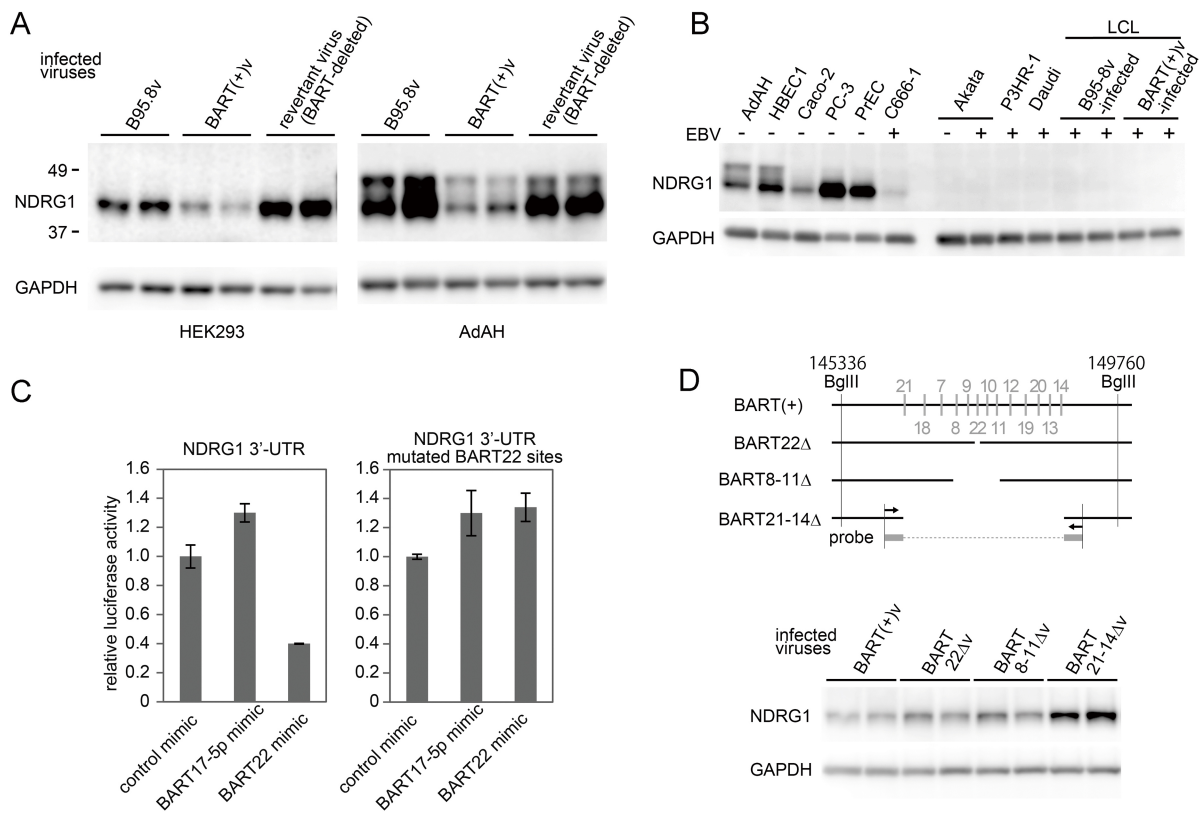 A
infected
viruses
B95.8v
BART(+)v
revertant virus
(BART-deleted)
B95.8v
BART(+)v
revertant virus
(BART-deleted)
49
NDRG1
37
GAPDH
HEK293
AdAH
B
LCL
AdAH
HBEC1
Caco-2
PC-3
PrEC
C666-1
Akata
P3HR-1
Daudi
B95-8v
-infected
BART(+)v
-infected
EBV - - - - - + - + + + + + + +
NDRG1
GAPDH
C
NDRG1 3'-UTR
relative luciferase activity
1.6
1.4
1.2
1.0
0.8
0.6
0.4
0.2
0
control mimic
BART17-5p mimic
BART22 mimic
NDRG1 3'-UTR
mutated BART22 sites
1.6
1.4
1.2
1.0
0.8
0.6
0.4
0.2
0
control mimic
BART17-5p mimic
BART22 mimic
D
145336 149760
BglII BglII
21 7 9 10 12 20 14
BART(+)
18 8 22 11 19 13
BART22Δ
BART8-11Δ
BART21-14Δ
probe
infected
viruses
BART(+)v
BART
22Δv
BART
8-11Δv
BART
21-14Δv
NDRG1
GAPDH